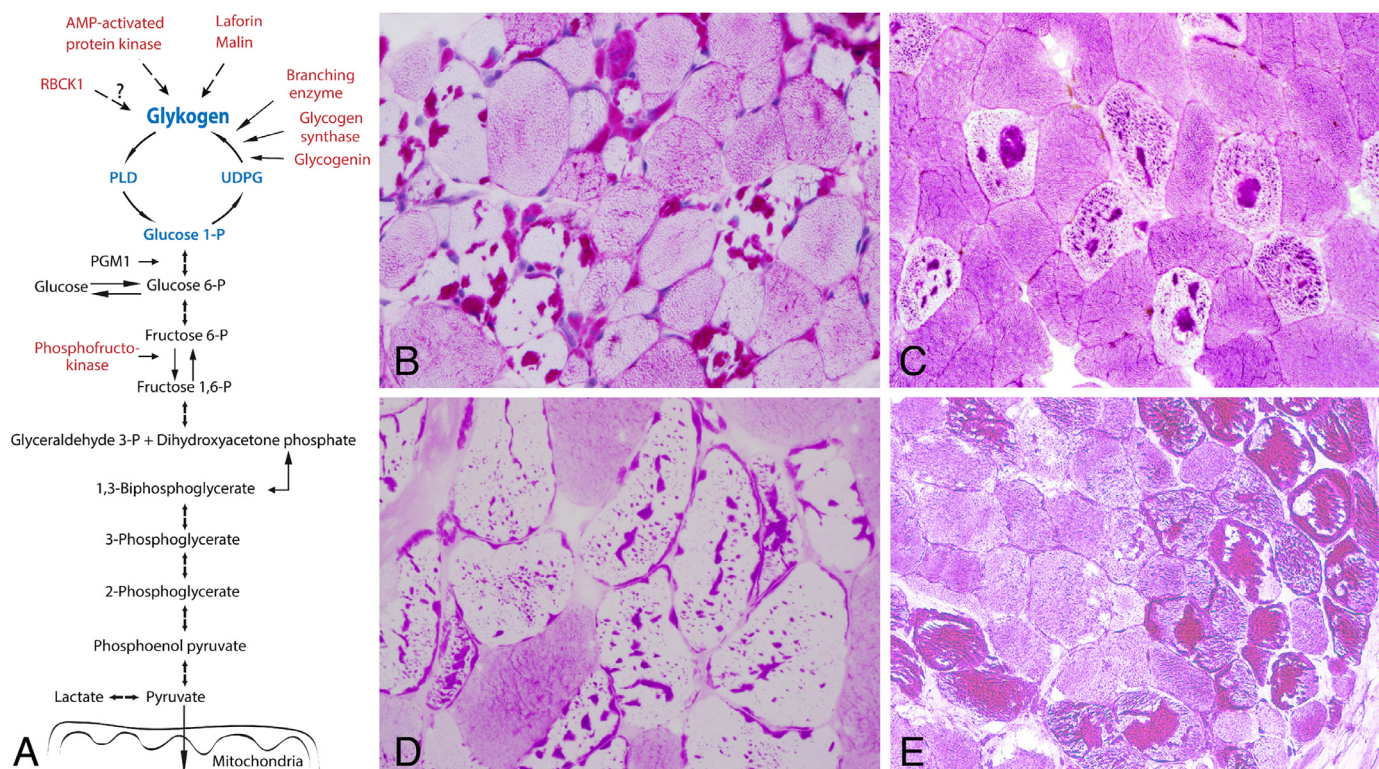 AMP-activated
protein kinase
Laforin
Malin
RBCK1
?
Branching
enzyme
Glykogen
Glycogen
synthase
Glycogenin
PLD
UDPG
Glucose 1-P
PGM1
Glucose
Glucose 6-P
Fructose 6-P
Phosphofructo-
kinase
Fructose 1,6-P
Glyceraldehyde 3-P + Dihydroxyacetone phosphate
1,3-Biphosphoglycerate
3-Phosphoglycerate
2-Phosphoglycerate
Phosphoenol pyruvate
Lactate
Pyruvate
Mitochondria
A
B
C
D
E